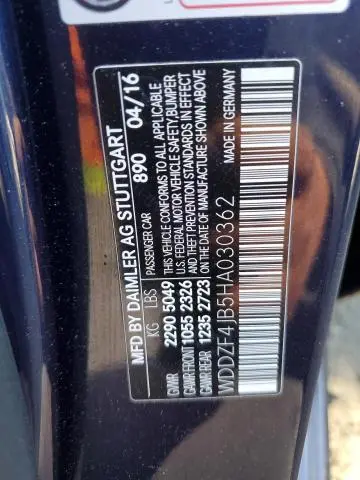 MFD BY DAIMLER AG STUTTGART
890 04/16
KG LBS PASSENGER CAR
GVWR 2290 5049
GAWR FRONT 1055 2326
GAWR REAR 1235 2723
THIS VEHICLE CONFORMS TO ALL APPLICABLE
U.S. FEDERAL MOTOR VEHICLE SAFETY, BUMPER
AND THEFT PREVENTION STANDARDS IN EFFECT
ON THE DATE OF MANUFACTURE SHOWN ABOVE
WDDZF4JB5HA030362 MADE IN GERMANY